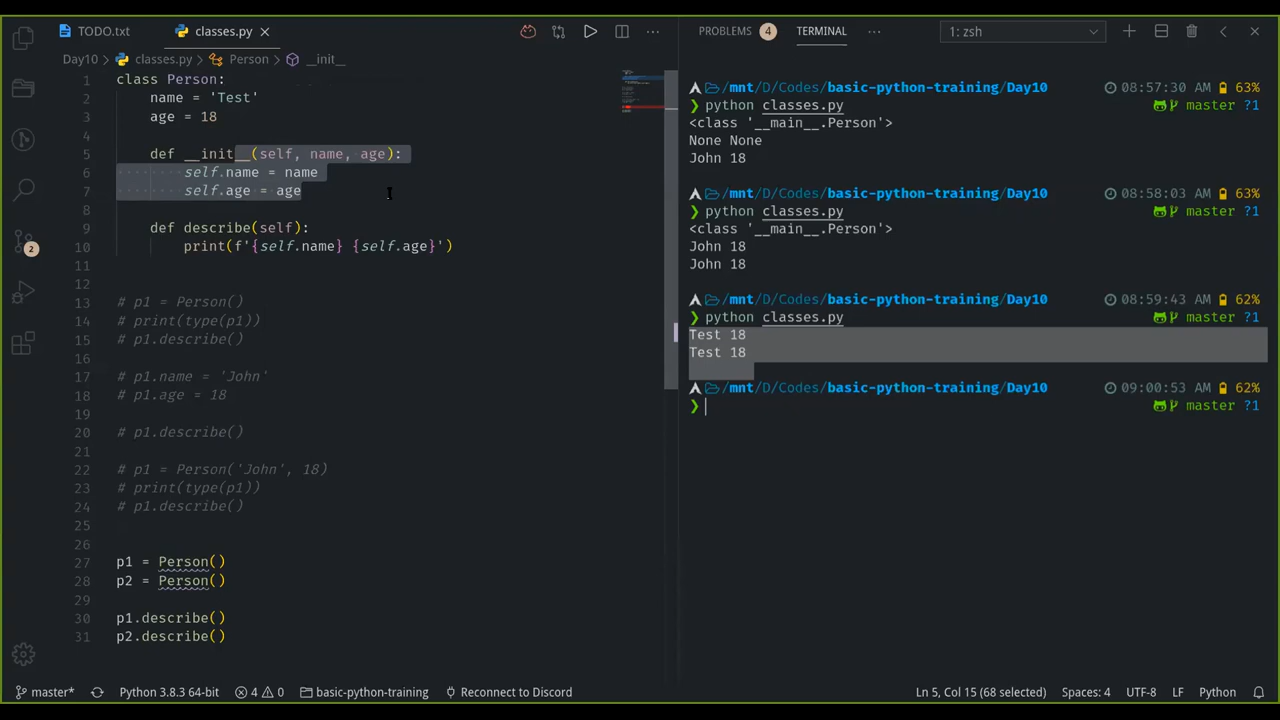 TODO.txt
classes.py
Day10 > classes.py > Person > __init__
1 class Person:
2 name = 'Test'
3 age = 18
4
5 def __init__(self, name, age):
6 self.name = name
7 self.age = age
8
9 def describe(self):
10 print(f'{self.name} {self.age}')
11
12
13 # p1 = Person()
14 # print(type(p1))
15 # p1.describe()
16
17 # p1.name = 'John'
18 # p1.age = 18
19
20 # p1.describe()
21
22 # p1 = Person('John', 18)
23 # print(type(p1))
24 # p1.describe()
25
26
27 p1 = Person()
28 p2 = Person()
29
30 p1.describe()
31 p2.describe()
2
PROBLEMS 4 TERMINAL ··· 1: zsh
/mnt/D/Codes/basic-python-training/Day10 08:57:30 AM 63%
❯ python classes.py master ?1
<class '__main__.Person'>
None None
John 18
/mnt/D/Codes/basic-python-training/Day10 08:58:03 AM 63%
❯ python classes.py master ?1
<class '__main__.Person'>
John 18
John 18
/mnt/D/Codes/basic-python-training/Day10 08:59:43 AM 62%
❯ python classes.py master ?1
Test 18
Test 18
/mnt/D/Codes/basic-python-training/Day10 09:00:53 AM 62%
❯ master ?1
master* Python 3.8.3 64-bit 4 0 basic-python-training Reconnect to Discord Ln 5, Col 15 (68 selected) Spaces: 4 UTF-8 LF Python